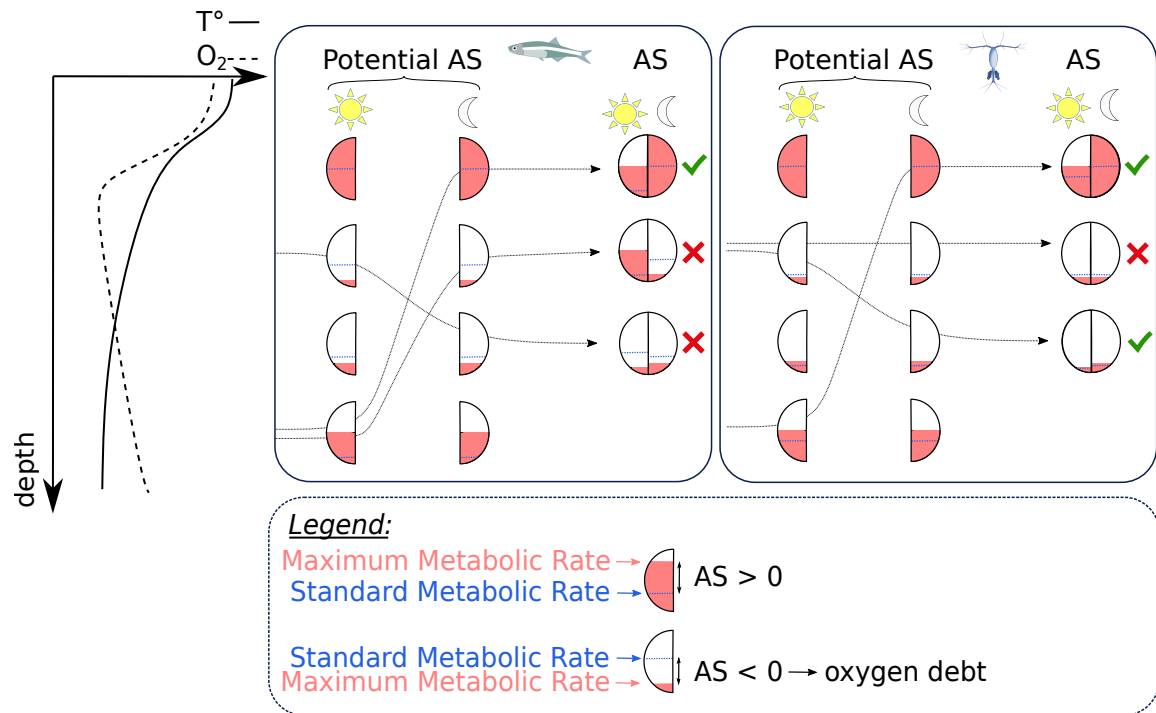 T°
O₂
depth
Potential AS
AS
Potential AS
AS
Legend:
Maximum Metabolic Rate
Standard Metabolic Rate
AS > 0
Standard Metabolic Rate
Maximum Metabolic Rate
AS < 0 → oxygen debt